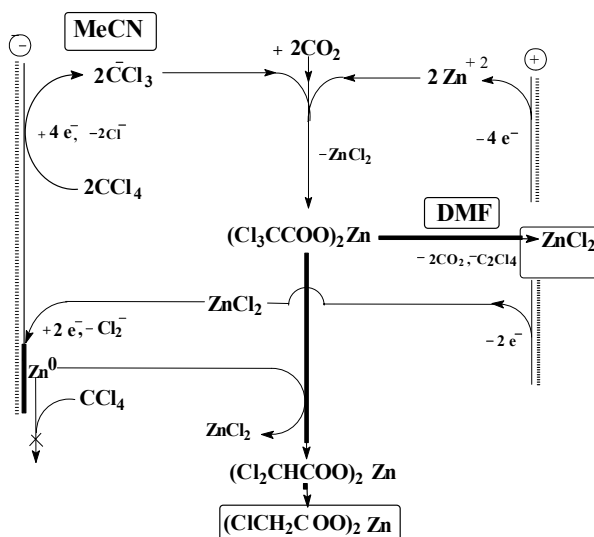 MeCN
−
+ 2CO₂
+
2C̄Cl₃
2 Zn⁺²
+ 4 e⁻, −2Cl⁻
− 4 e⁻
−ZnCl₂
2CCl₄
DMF
(Cl₃CCOO)₂Zn
ZnCl₂
− 2CO₂ ,−C₂Cl₄
ZnCl₂
+2 e⁻, − Cl₂⁻
− 2 e⁻
Zn⁰
CCl₄
ZnCl₂
(Cl₂CHCOO)₂ Zn
(ClCH₂COO)₂ Zn